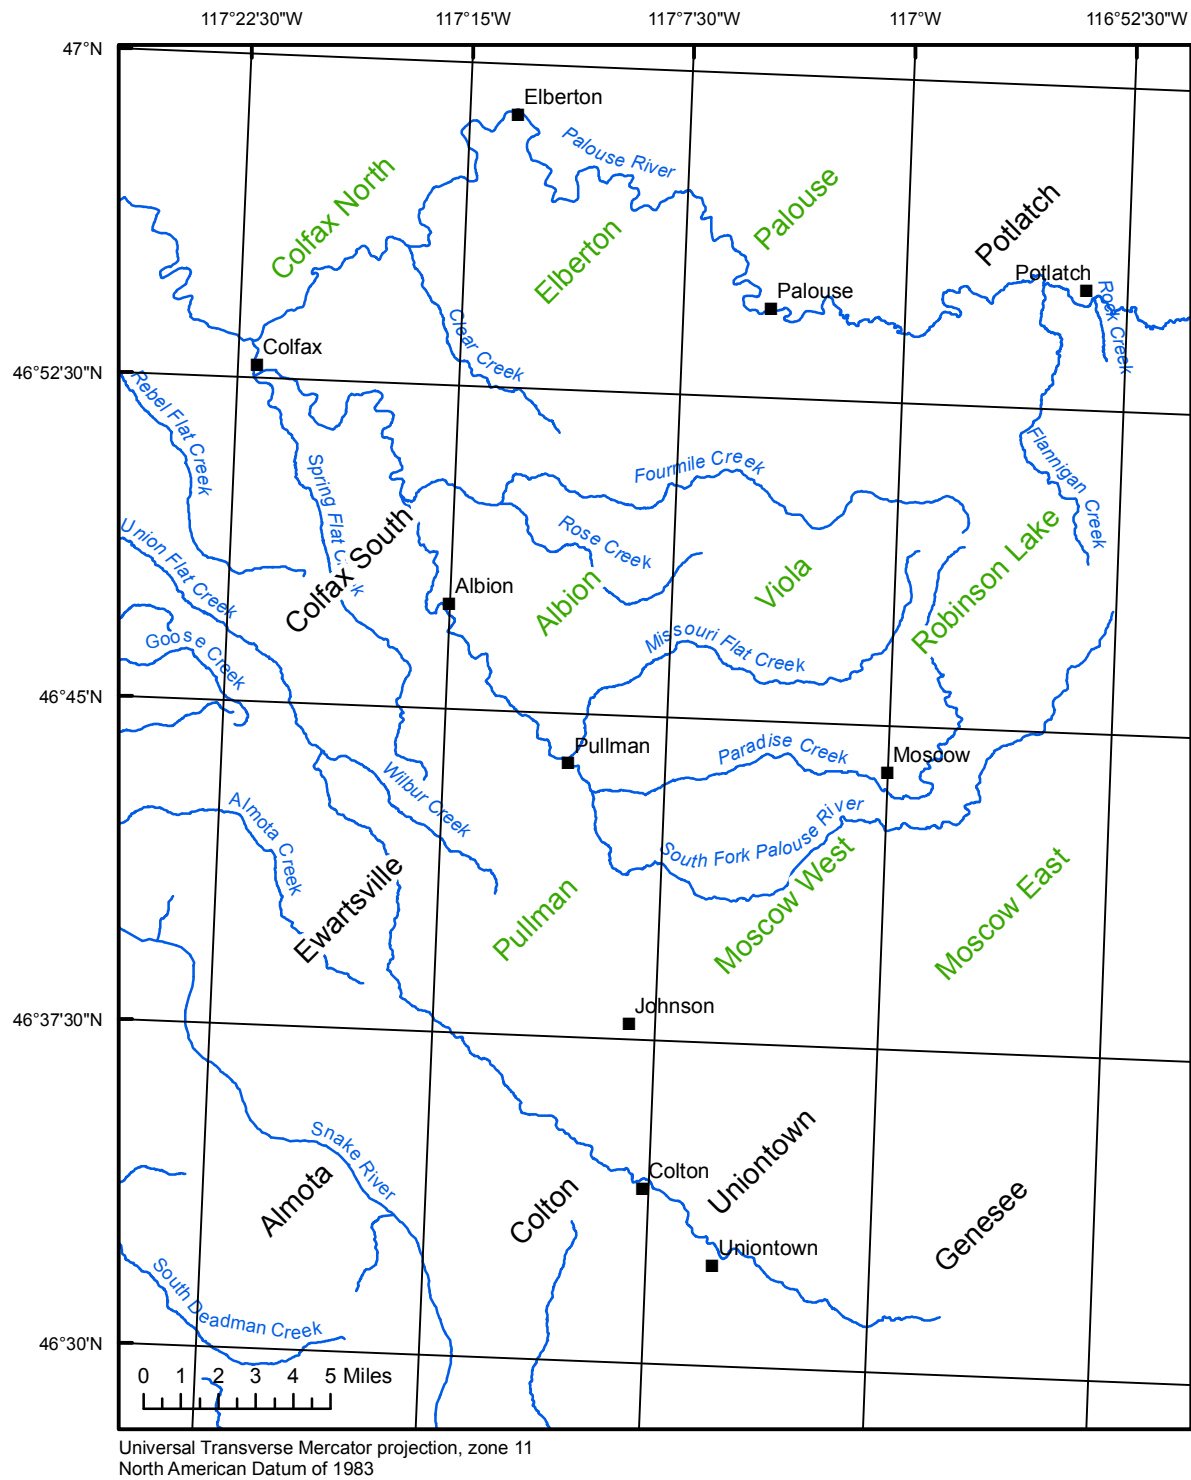 117°22'30"W
117°15'W
117°7'30"W
117°W
116°52'30"W
47°N
Elberton
Palouse River
Colfax North
Palouse
Potlatch
Elberton
Potlatch
Palouse
Rock Creek
Clear Creek
Colfax
46°52'30"N
Rebel Flat Creek
Flannigan Creek
Fourmile Creek
Spring Flat Creek
Colfax South
Rose Creek
Robinson Lake
Union Flat Creek
Albion
Albion
Viola
Goose Creek
Missouri Flat Creek
46°45'N
Pullman
Paradise Creek
Moscow
Wilbur Creek
Almota Creek
South Fork Palouse River
Ewartsville
Pullman
Moscow West
Moscow East
Johnson
46°37'30"N
Snake River
Uniontown
Colton
Almota
Colton
Genesee
Uniontown
South Deadman Creek
46°30'N
0 1 2 3 4 5 Miles
Universal Transverse Mercator projection, zone 11
North American Datum of 1983